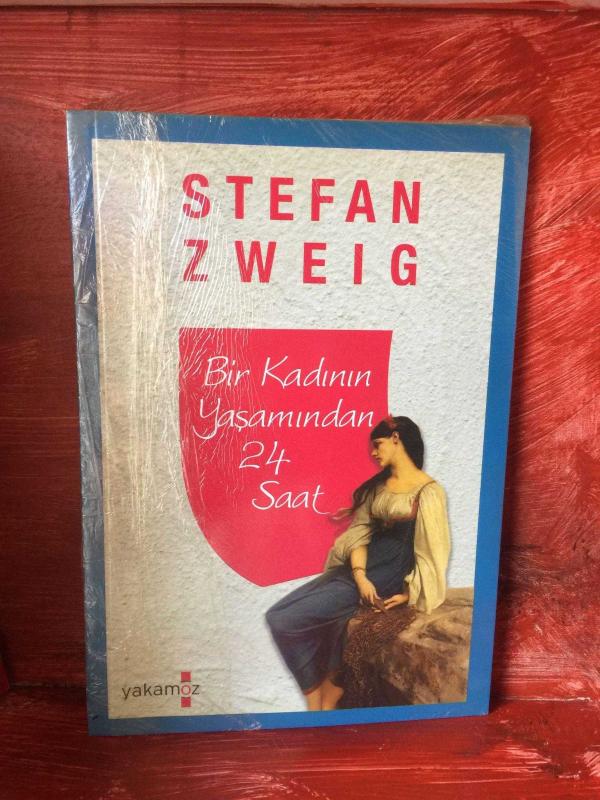 STEFAN
ZWEIG
Bir Kadının
Yaşamından
24
Saat
yakamoz